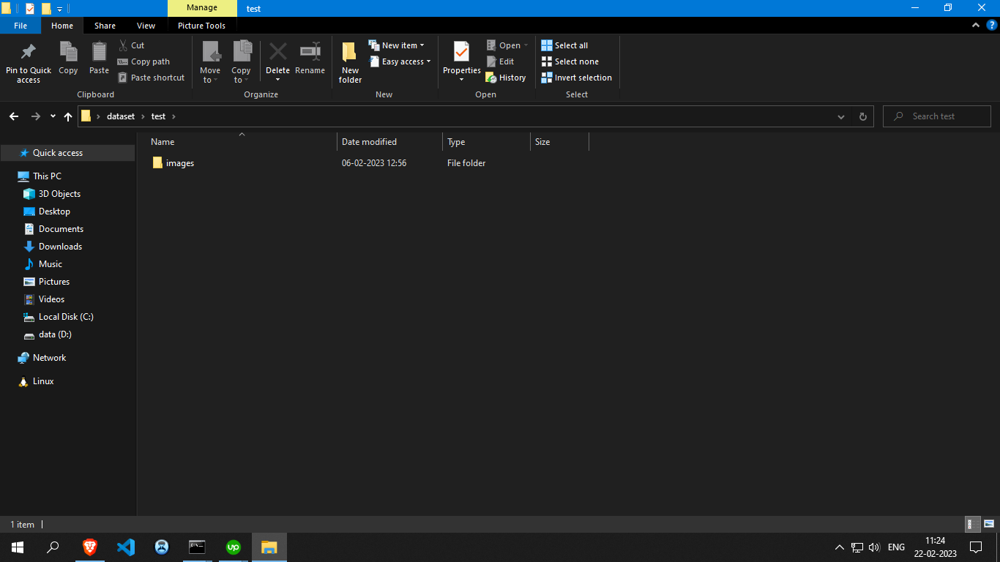 Manage
test
File
Home
Share
View
Picture Tools
Pin to Quick access
Copy
Paste
Cut
Copy path
Paste shortcut
Clipboard
Move to
Copy to
Delete
Rename
Organize
New folder
New item
Easy access
New
Properties
Open
Edit
History
Open
Select all
Select none
Invert selection
Select
dataset
test
Search test
Name
Date modified
Type
Size
images
06-02-2023 12:56
File folder
Quick access
This PC
3D Objects
Desktop
Documents
Downloads
Music
Pictures
Videos
Local Disk (C:)
data (D:)
Network
Linux
1 item
up
ENG
11:24
22-02-2023